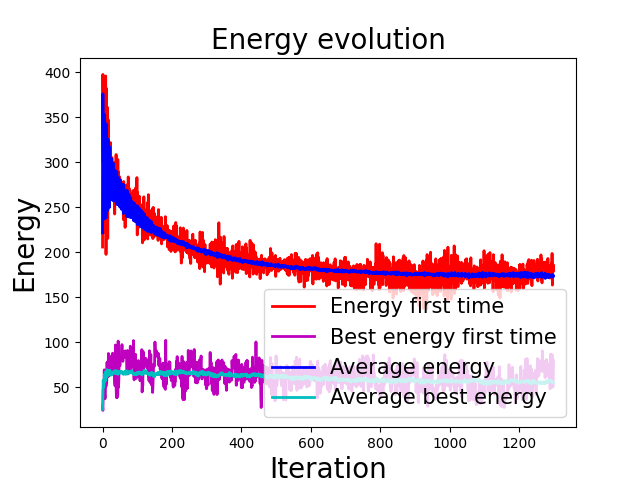 Energy evolution
400
350
300
250
200
150
100
50
Energy
Energy first time
Best energy first time
Average energy
Average best energy
0 200 400 600 800 1000 1200
Iteration